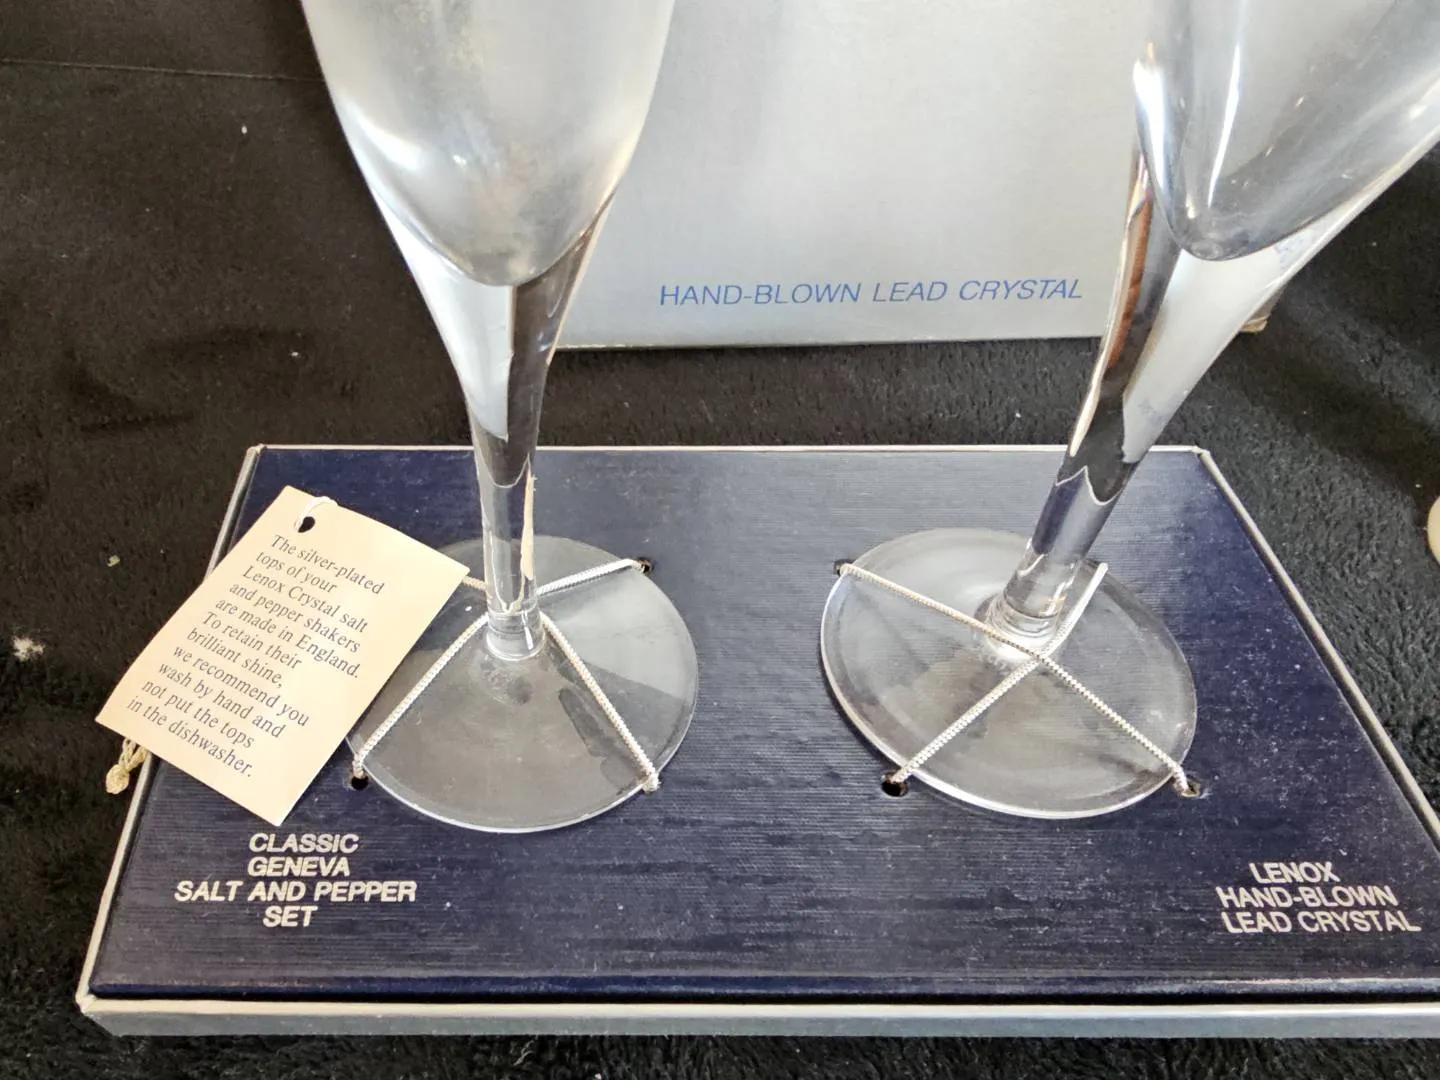 HAND-BLOWN LEAD CRYSTAL
The silver-plated
tops of your
Lenox Crystal salt
and pepper shakers
are made in England.
To retain their
brilliant shine,
we recommend you
wash by hand and
not put the tops
in the dishwasher.
CLASSIC
GENEVA
SALT AND PEPPER
SET
LENOX
HAND-BLOWN
LEAD CRYSTAL